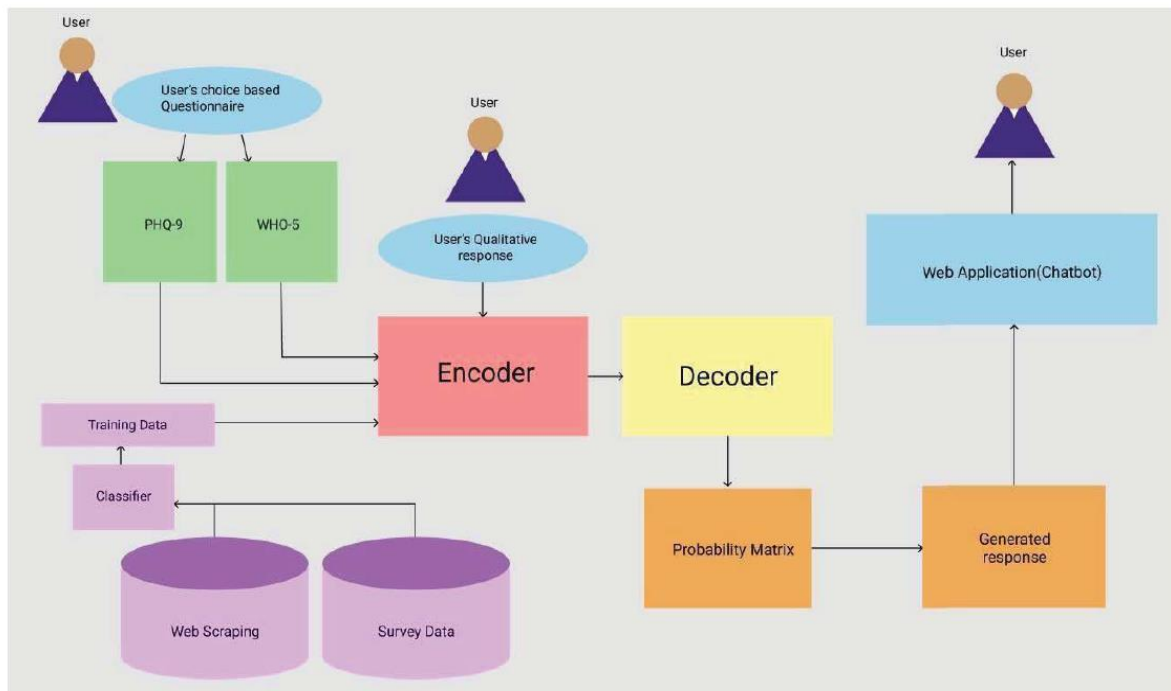 User
User's choice based
Questionnaire
PHQ-9
WHO-5
User
User's Qualitative
response
User
Web Application(Chatbot)
Encoder
Decoder
Training Data
Classifier
Web Scraping
Survey Data
Probability Matrix
Generated
response